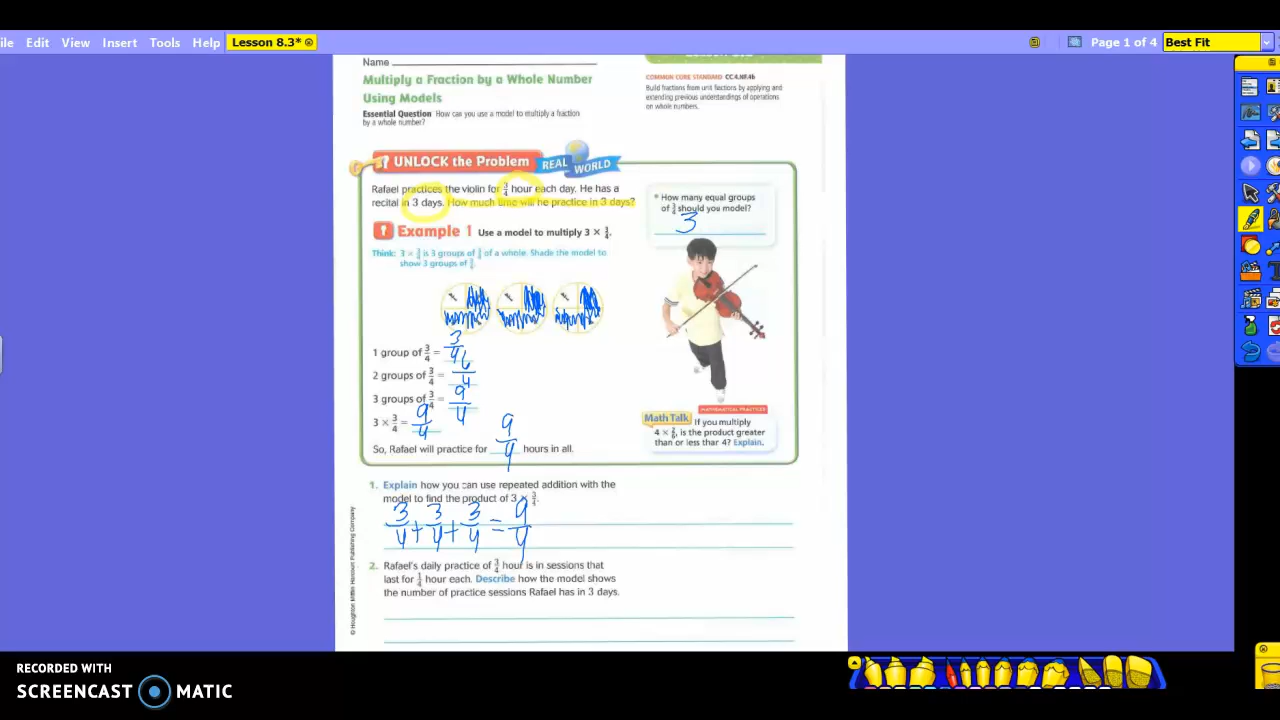 ile Edit View Insert Tools Help Lesson 8.3* Page 1 of 4 Best Fit
Name
Multiply a Fraction by a Whole Number
Using Models
Essential Question How can you use a model to multiply a fraction
by a whole number?
COMMON CORE STANDARD CC.4.NF.4b
Build fractions from unit fractions by applying and
extending previous understandings of operations
on whole numbers.
UNLOCK the Problem REAL WORLD
Rafael practices the violin for 3/4 hour each day. He has a
recital in 3 days. How much time will he practice in 3 days?
• How many equal groups
of 3/4 should you model?
3
Example 1 Use a model to multiply 3 × 3/4.
Think: 3 × 3/4 is 3 groups of 3/4 of a whole. Shade the model to
show 3 groups of 3/4.
1 group of 3/4 = 3/4
2 groups of 3/4 = 6/4
3 groups of 3/4 = 9/4
3 × 3/4 = 9/4
So, Rafael will practice for 9/4 hours in all.
MATHEMATICAL PRACTICES
Math Talk If you multiply
4 × 2/6, is the product greater
than or less than 4? Explain.
1. Explain how you can use repeated addition with the
model to find the product of 3 × 3/4.
3/4 + 3/4 + 3/4 = 9/4
2. Rafael's daily practice of 3/4 hour is in sessions that
last for 1/4 hour each. Describe how the model shows
the number of practice sessions Rafael has in 3 days.
© Houghton Mifflin Harcourt Publishing Company
RECORDED WITH
SCREENCAST MATIC